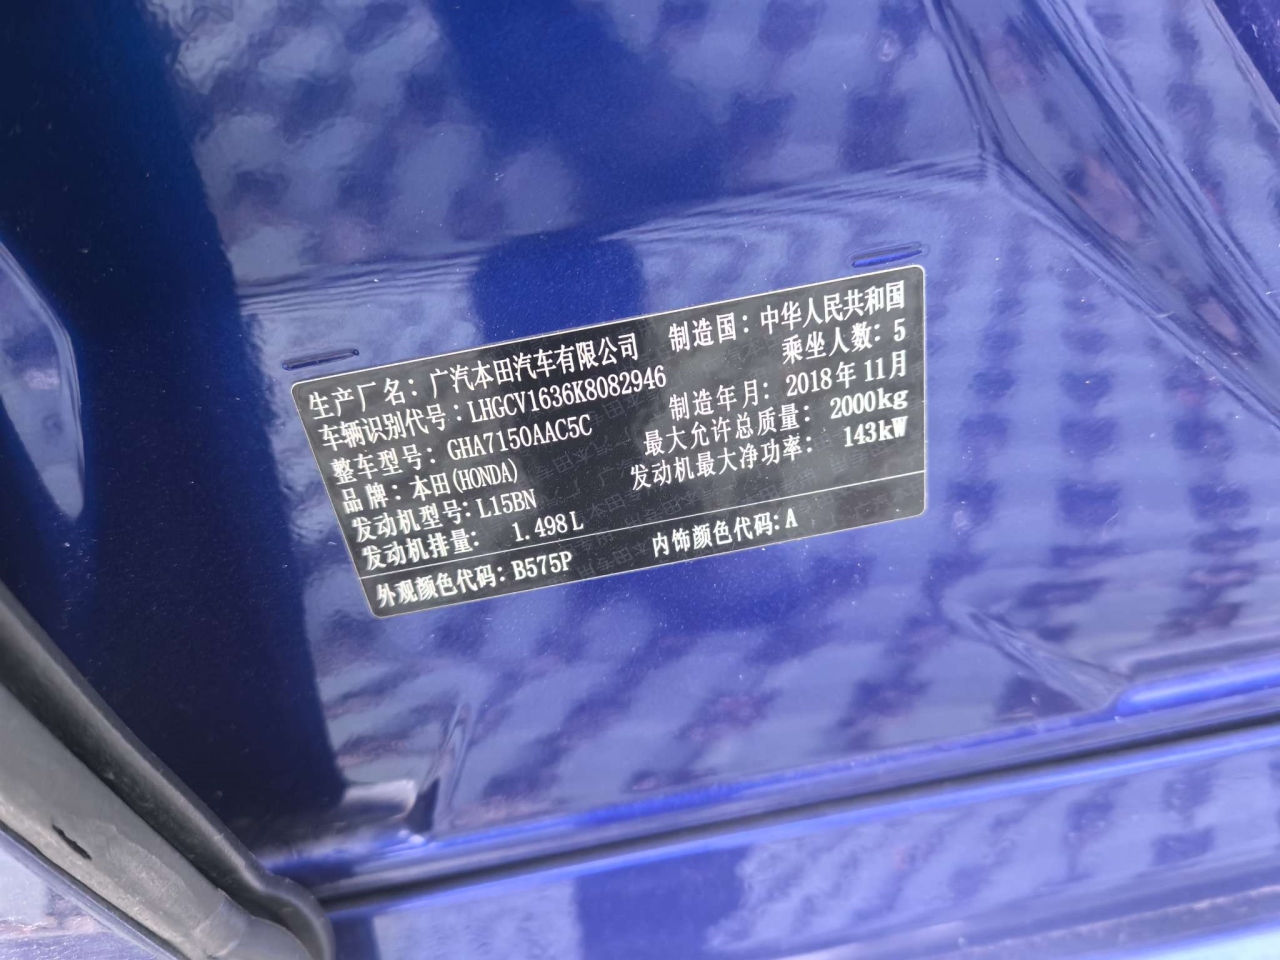 生产厂名：广汽本田汽车有限公司 制造国：中华人民共和国
车辆识别代号：LHGCV1636K8082946 乘坐人数：5
整车型号：GHA7150AAC5C 制造年月：2018年11月
品牌：本田(HONDA) 最大允许总质量：2000kg
发动机型号：L15BN 发动机最大净功率：143kW
发动机排量：1.498L
外观颜色代码：B575P 内饰颜色代码：A